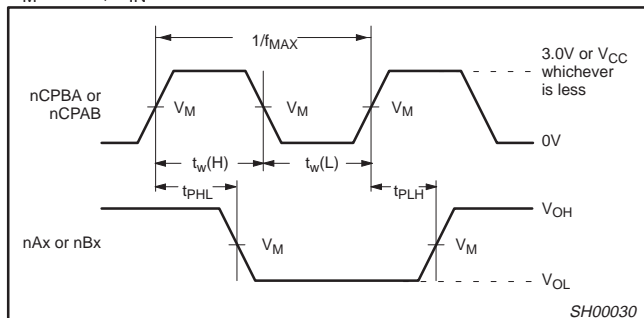 1/fMAX
3.0V or VCC
whichever
is less
nCPBA or
nCPAB
VM
VM
VM
0V
tw(H)
tw(L)
tPHL
tPLH
VOH
nAx or nBx
VM
VM
VOL
SH00030